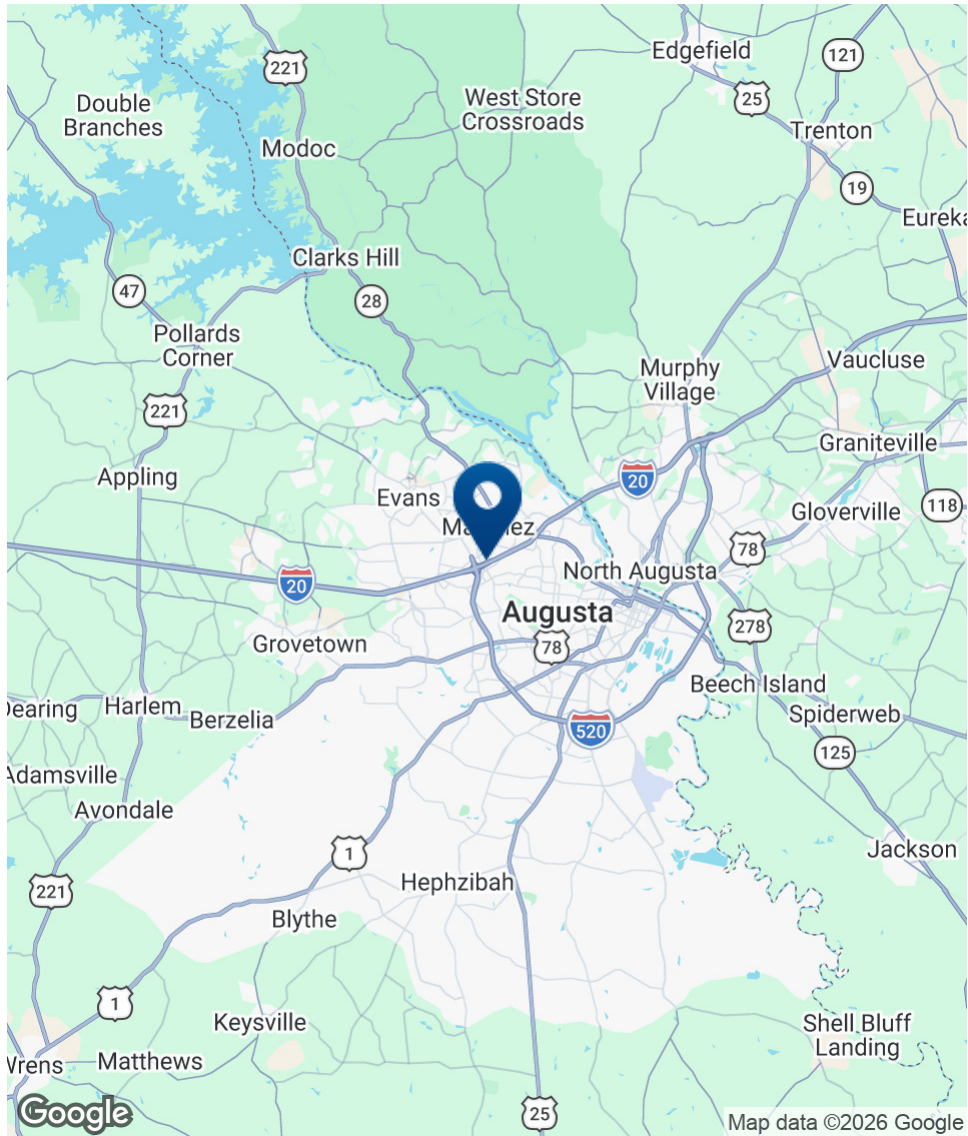 Edgefield
121
221
25
Double
Branches
West Store
Crossroads
Trenton
Modoc
19
Eureka
Clarks Hill
47
28
Pollards
Corner
Murphy
Village
Vaucluse
221
Graniteville
Appling
20
Evans
118
Gloverville
78
North Augusta
20
Augusta
278
Grovetown
78
Beech Island
Harlem
Berzelia
Spiderweb
520
125
Adamsville
Avondale
1
Jackson
221
Hephzibah
Blythe
1
Keysville
Shell Bluff
Landing
Matthews
25
Google
Map data ©2026 Google